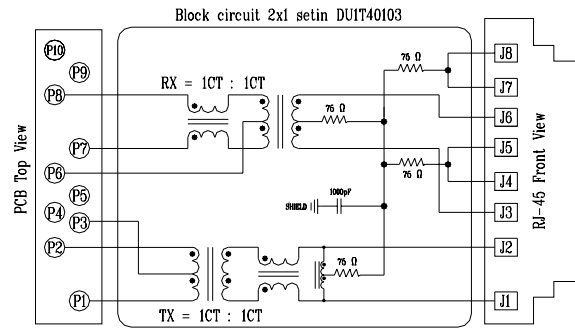 Block circuit 2x1 setin DU1T40103
P10
P9
P8
P7
P6
P5
P4
P3
P2
P1
PCB Top View
RX = 1CT : 1CT
75 Ω
75 Ω
75 Ω
1000pF
SHIELD
75 Ω
TX = 1CT : 1CT
J8
J7
J6
J5
J4
J3
J2
J1
RJ-45 Front View